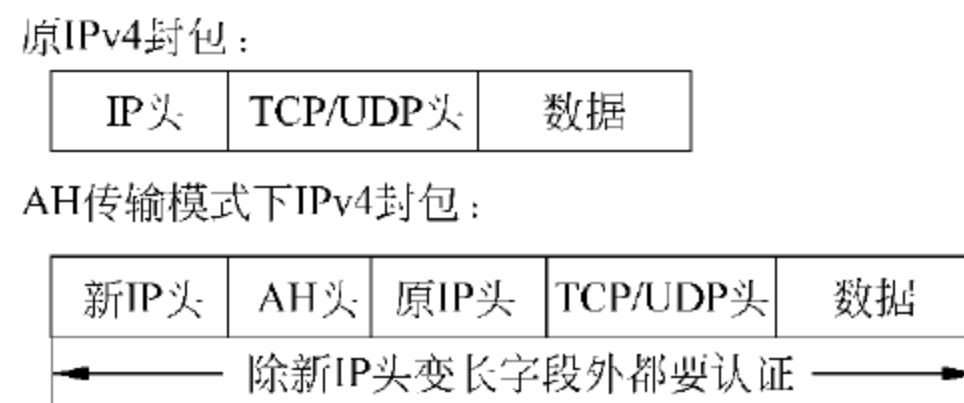 原IPv4封包：
IP头 TCP/UDP头 数据
AH传输模式下IPv4封包：
新IP头 AH头 原IP头 TCP/UDP头 数据
除新IP头变长字段外都要认证